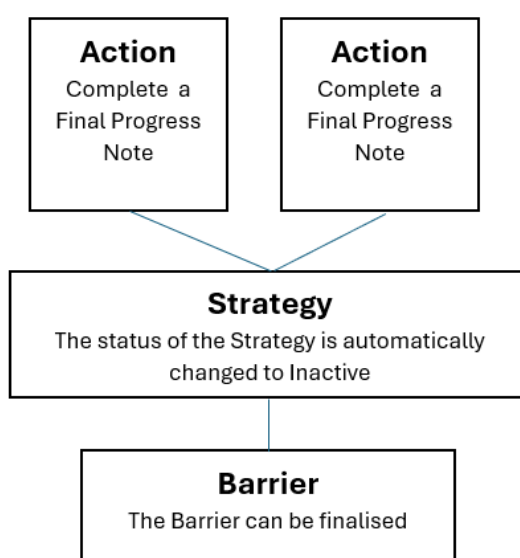 Action
Complete a
Final Progress
Note
Action
Complete a
Final Progress
Note
Strategy
The status of the Strategy is automatically
changed to Inactive
Barrier
The Barrier can be finalised